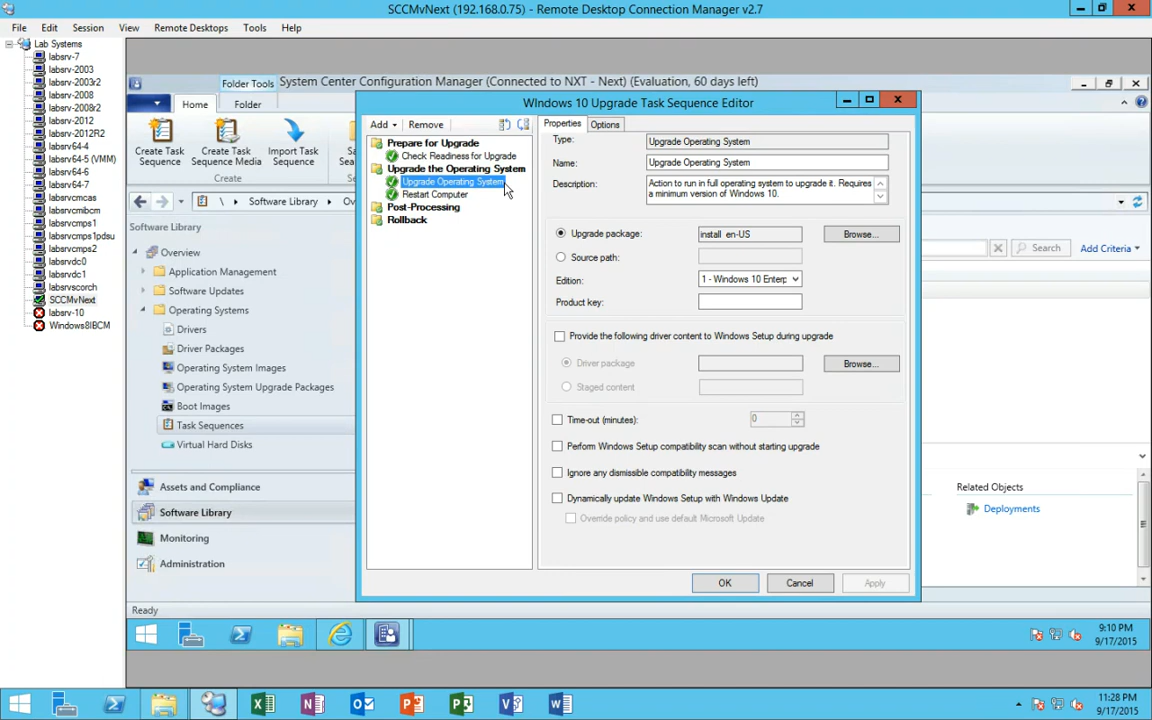 SCCMvNext (192.168.0.75) - Remote Desktop Connection Manager v2.7
File Edit Session View Remote Desktops Tools Help
Lab Systems
labsrv-7
labsrv-2003
labsrv-2003r2
labsrv-2008
labsrv-2008r2
labsrv-2012
labsrv-2012R2
labsrv-64-3
labsrv-64-4
labsrv-64-5 (VMM)
labsrv-64-6
labsrv-64-7
labsrvcmcas
labsrvcmibcm
labsrvcmps1
labsrvcmps1pdsu
labsrvcmps2
labsrvdc0
labsrvdc1
labsrvscorch
SCCMvNext
labsrv-10
Windows8IBCM
Folder Tools
System Center Configuration Manager (Connected to NXT - Next) (Evaluation, 60 days left)
Home Folder
Create Task Sequence
Create Task Sequence Media
Import Task Sequence
Create
\ Software Library
Search
Add Criteria
Software Library
Overview
Application Management
Software Updates
Operating Systems
Drivers
Driver Packages
Operating System Images
Operating System Upgrade Packages
Boot Images
Task Sequences
Virtual Hard Disks
Assets and Compliance
Software Library
Monitoring
Administration
Ready
WIndows 10 Upgrade Task Sequence Editor
Add Remove
Prepare for Upgrade
Check Readiness for Upgrade
Upgrade the Operating System
Upgrade Operating System
Restart Computer
Post-Processing
Rollback
Properties Options
Type: Upgrade Operating System
Name: Upgrade Operating System
Description: Action to run in full operating system to upgrade it. Requires
a minimum version of Windows 10.
Upgrade package: install en-US Browse...
Source path:
Edition: 1 - Windows 10 Enterp
Product key:
Provide the following driver content to Windows Setup during upgrade
Driver package Browse...
Staged content
Time-out (minutes): 0
Perform Windows Setup compatibility scan without starting upgrade
Ignore any dismissible compatibility messages
Dynamically update Windows Setup with Windows Update
Override policy and use default Microsoft Update
OK Cancel Apply
Related Objects
Deployments
9:10 PM
9/17/2015
11:28 PM
9/17/2015